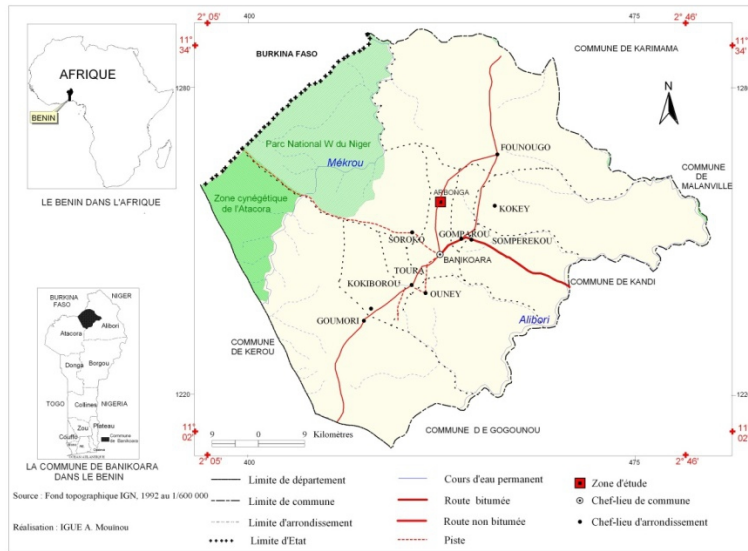 2° 05'
400
475
2° 46'
11°
34'
11°
34'
BURKINA FASO
COMMUNE DE KARIMAMA
AFRIQUE
BENIN
LE BENIN DANS L'AFRIQUE
1280
1280
N
Parc National W du Niger
Mékrou
FOUNOUGO
COMMUNE
DE
MALANVILLE
Zone cynégétique
de l'Atacora
ARBONGA
KOKEY
SOROKO
GOMPAROU
SOMPEREKOU
BANIKOARA
TOURA
COMMUNE DE KANDI
KOKIBOROU
OUNEY
GOUMORI
Alibori
COMMUNE
DE KEROU
BURKINA
FASO
NIGER
Atacora
Alibori
Donga
Borgou
TOGO
Collines
NIGERIA
Zou
Plateau
Couffo
Commune
de Banikoara
LA COMMUNE DE BANIKOARA
DANS LE BENIN
1220
1220
11°
02'
11°
02'
COMMUNE D E GOGOUNOU
9 0 9 Kilomètres
2° 05'
400
475
2° 46'
Source : Fond topographique IGN, 1992 au 1/600 000
Réalisation : IGUE A. Mouïnou
Limite de département
Limite de commune
Limite d'arrondissement
Limite d'Etat
Cours d'eau permanent
Route bitumée
Route non bitumée
Piste
Zone d'étude
Chef-lieu de commune
Chef-lieu d'arrondissement